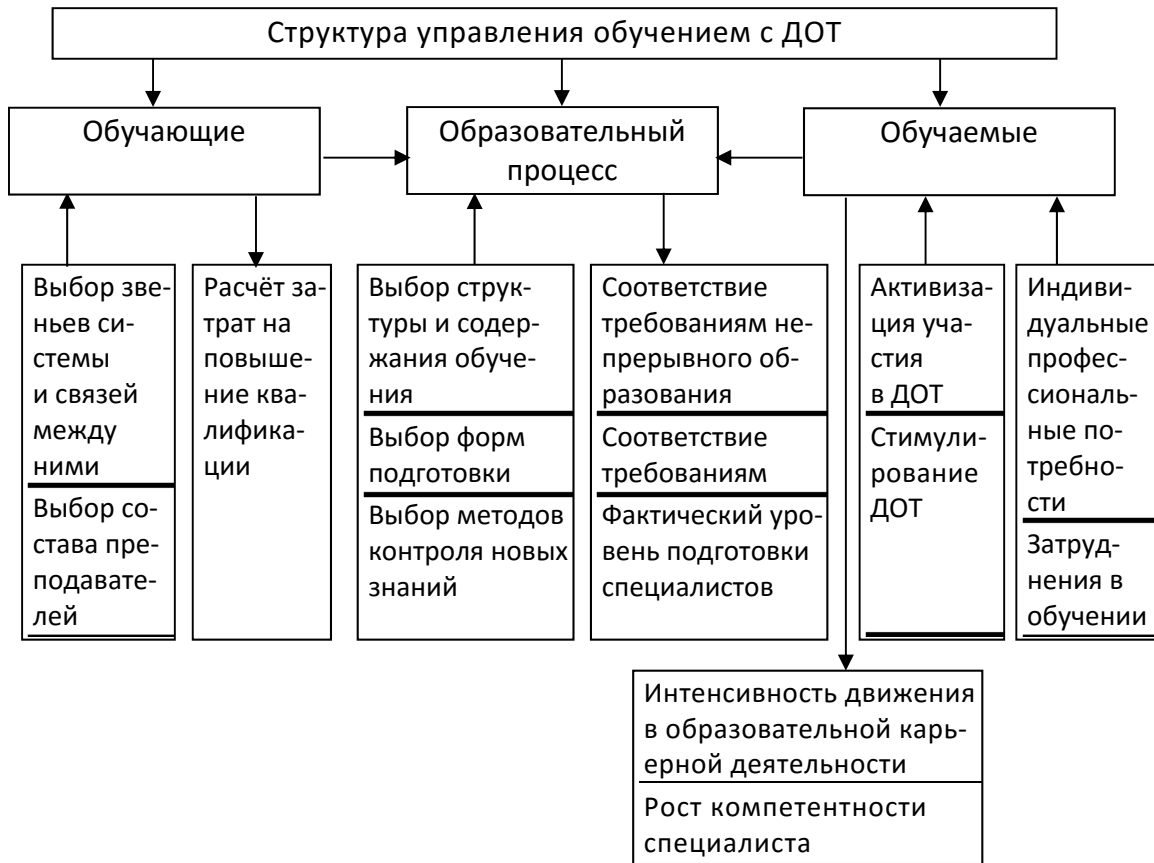 Структура управления обучением с ДОТ
Обучающие
Образовательный
процесс
Обучаемые
Выбор зве-
ньев си-
стемы
и связей
между
ними
Выбор со-
става пре-
подавате-
лей
Расчёт за-
трат на
повыше-
ние ква-
лифика-
ции
Выбор струк-
туры и содер-
жания обуче-
ния
Выбор форм
подготовки
Выбор методов
контроля новых
знаний
Соответствие
требованиям не-
прерывного об-
разования
Соответствие
требованиям
Фактический уро-
вень подготовки
специалистов
Активиза-
ция уча-
стия
в ДОТ
Стимули-
рование
ДОТ
Индиви-
дуальные
профес-
сиональ-
ные по-
требно-
сти
Затруд-
нения в
обучении
Интенсивность движения
в образовательной карь-
ерной деятельности
Рост компетентности
специалиста